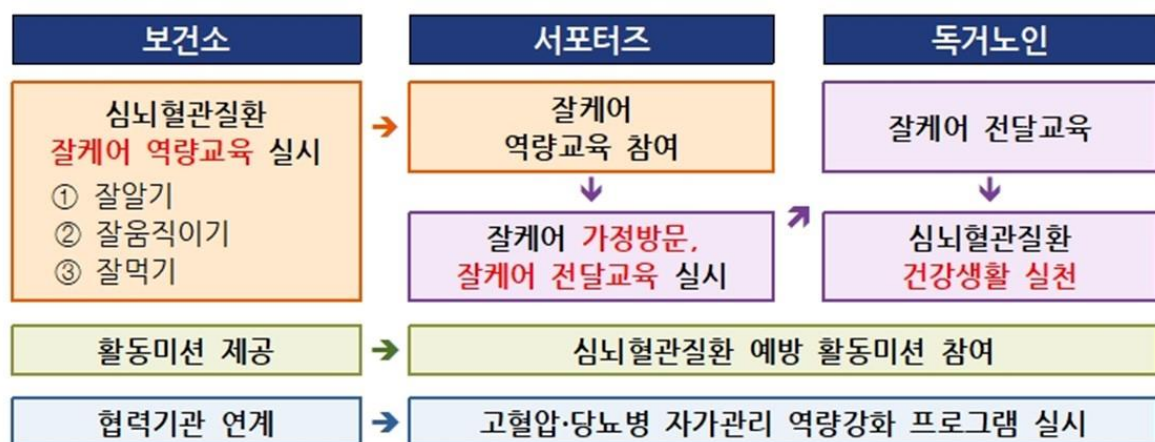 보건소
서포터즈
독거노인
심뇌혈관질환
잘케어 역량교육 실시
① 잘알기
② 잘움직이기
③ 잘먹기
➔
잘케어
역량교육 참여
➔
잘케어 가정방문,
잘케어 전달교육 실시
➔
잘케어 전달교육
➔
심뇌혈관질환
건강생활 실천
활동미션 제공
➔
심뇌혈관질환 예방 활동미션 참여
협력기관 연계
➔
고혈압·당뇨병 자가관리 역량강화 프로그램 실시